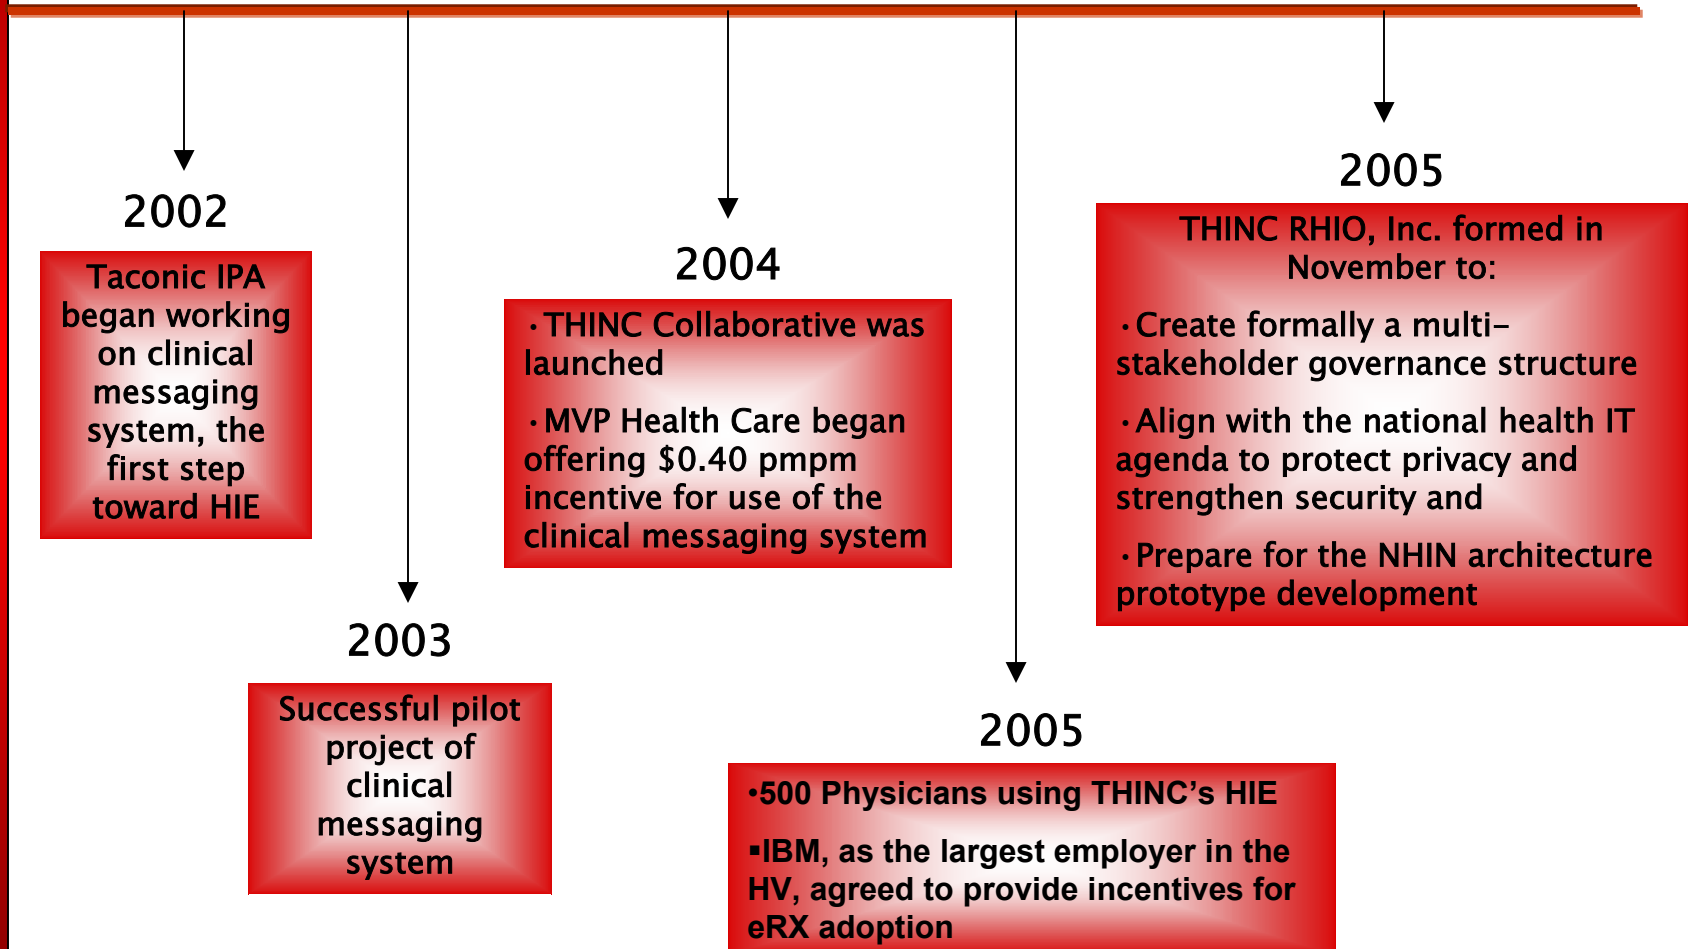 2002
Taconic IPA
began working
on clinical
messaging
system, the
first step
toward HIE
2003
Successful pilot
project of
clinical
messaging
system
2004
•THINC Collaborative was
launched
•MVP Health Care began
offering $0.40 pmpm
incentive for use of the
clinical messaging system
2005
•500 Physicians using THINC’s HIE
▪IBM, as the largest employer in the
HV, agreed to provide incentives for
eRX adoption
2005
THINC RHIO, Inc. formed in
November to:
•Create formally a multi-
stakeholder governance structure
•Align with the national health IT
agenda to protect privacy and
strengthen security and
•Prepare for the NHIN architecture
prototype development